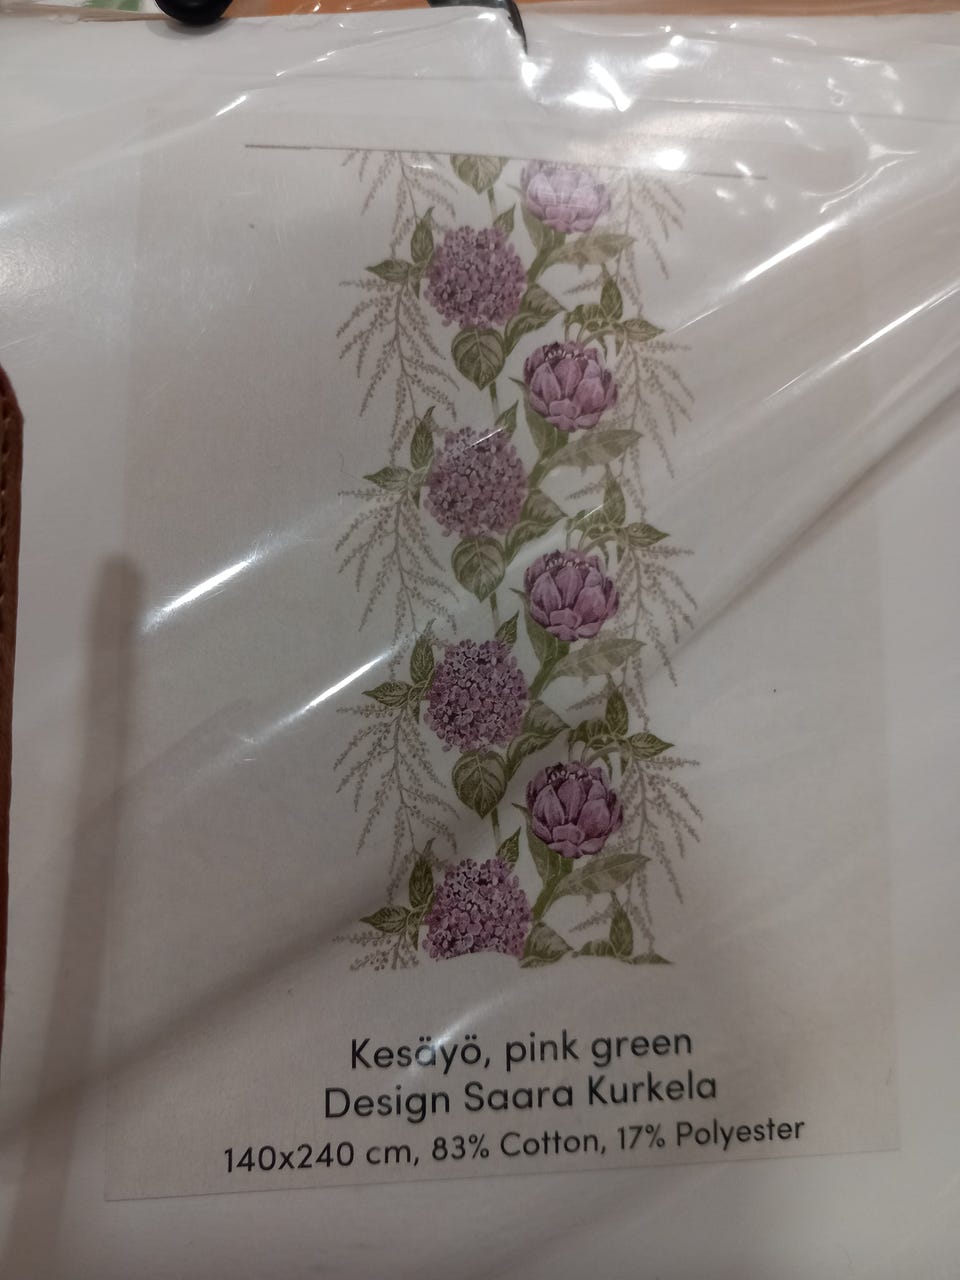 Kesäyö, pink green
Design Saara Kurkela
140x240 cm, 83% Cotton, 17% Polyester